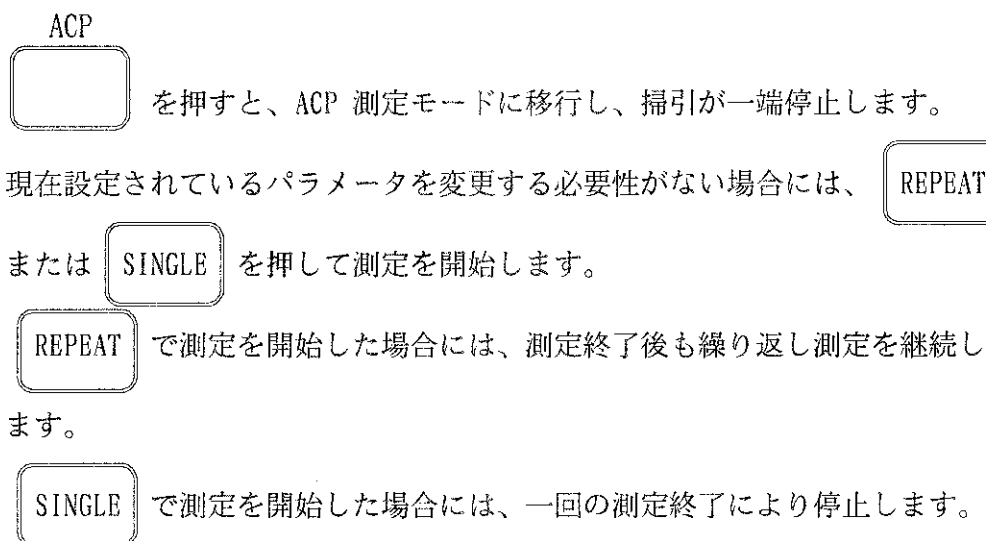 ACP
を押すと、ACP 測定モードに移行し、掃引が一端停止します。
現在設定されているパラメータを変更する必要性がない場合には、 REPEAT
または SINGLE を押して測定を開始します。
REPEAT で測定を開始した場合には、測定終了後も繰り返し測定を継続し
ます。
SINGLE で測定を開始した場合には、一回の測定終了により停止します。